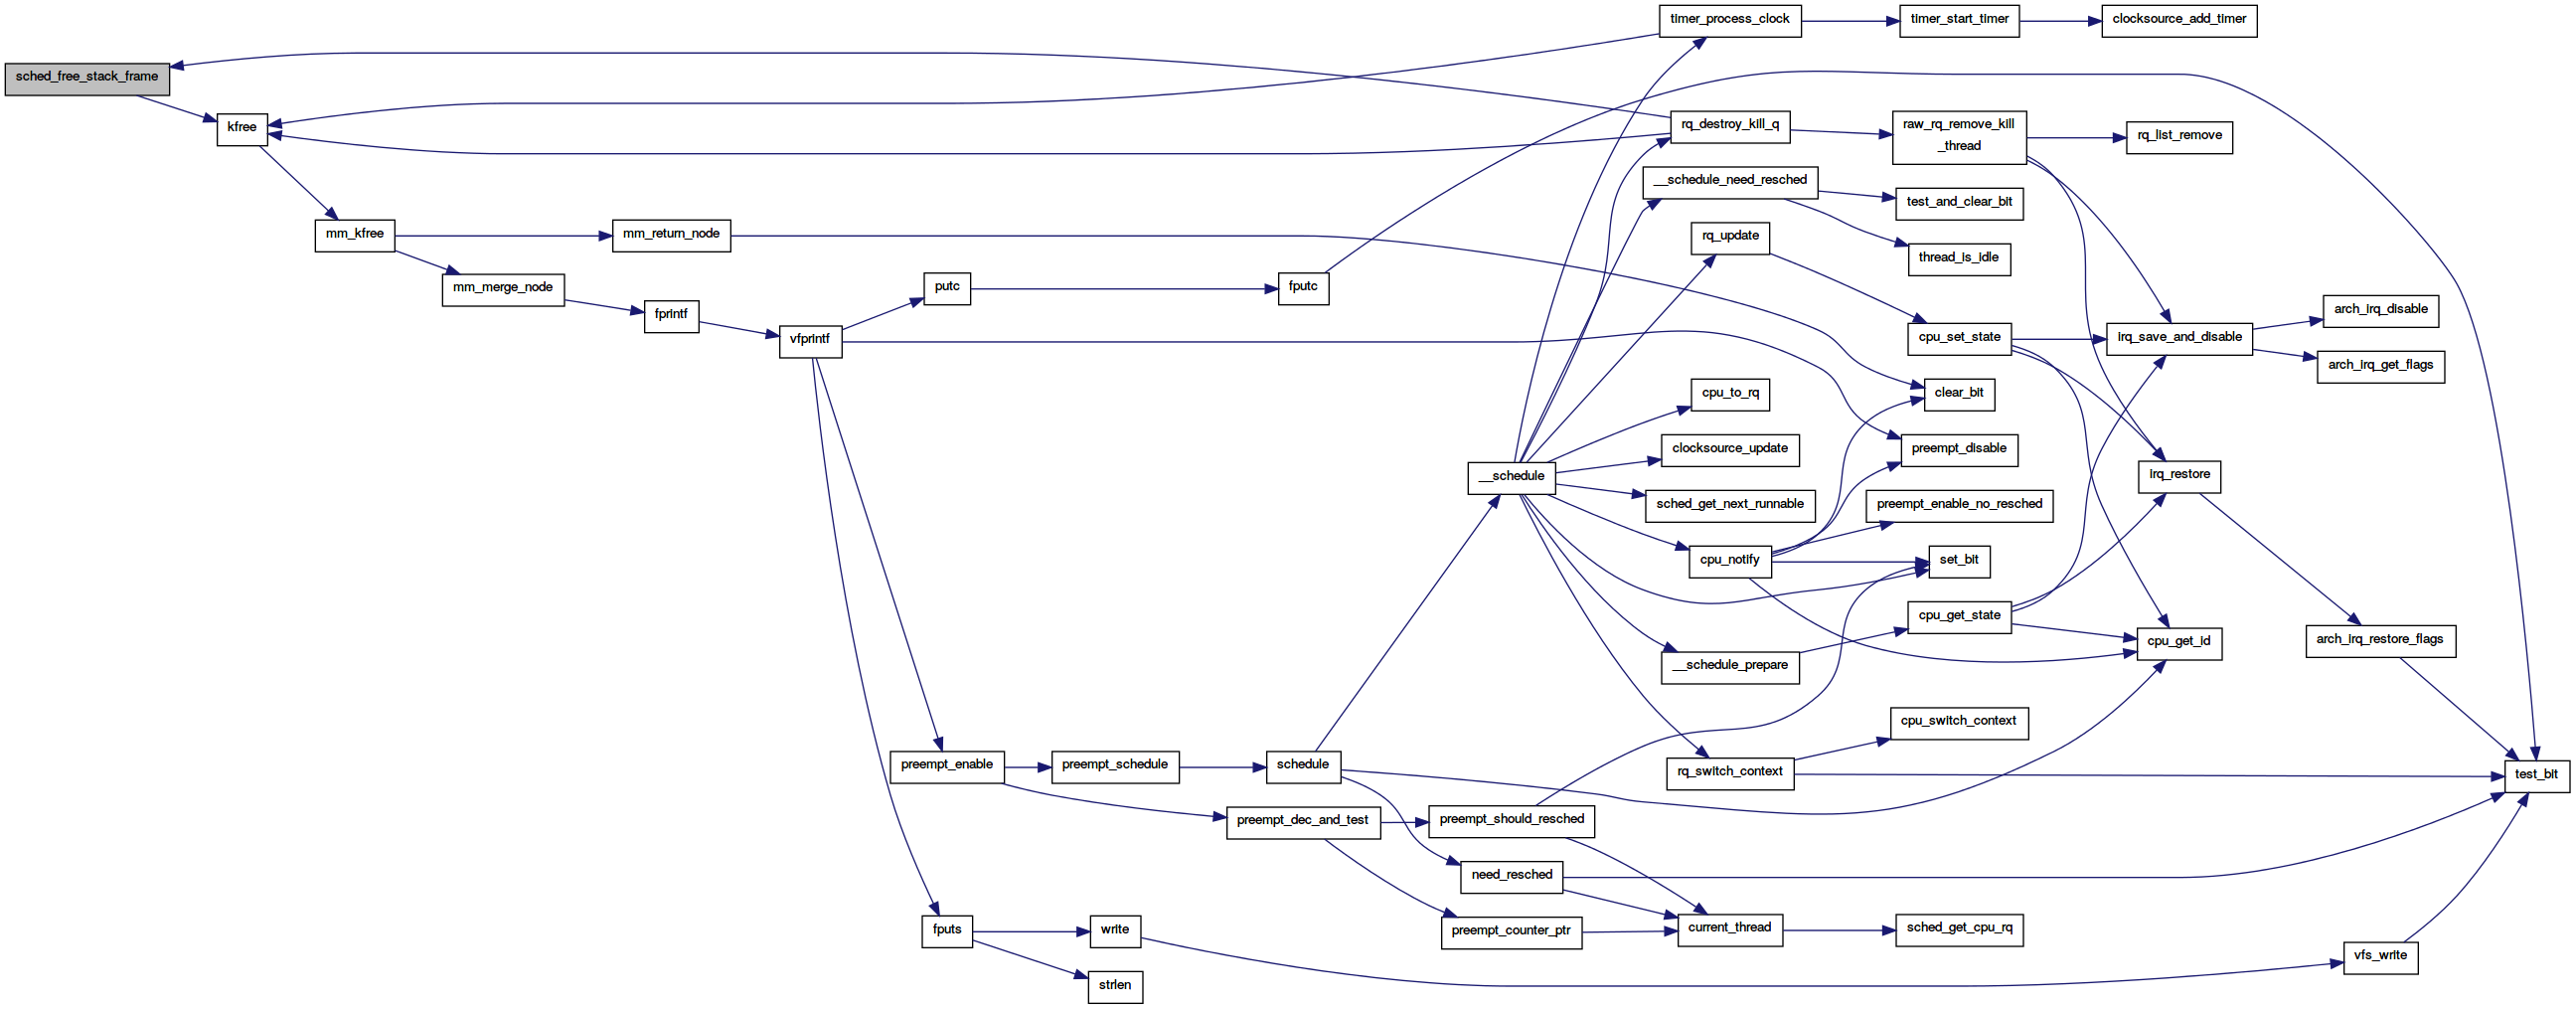 timer_process_clock
timer_start_timer
clocksource_add_timer
sched_free_stack_frame
kfree
rq_destroy_kill_q
raw_rq_remove_kill
_thread
rq_list_remove
__schedule_need_resched
test_and_clear_bit
mm_kfree
mm_return_node
rq_update
thread_is_idle
mm_merge_node
putc
fputc
fprintf
vfprintf
cpu_set_state
irq_save_and_disable
arch_irq_disable
arch_irq_get_flags
cpu_to_rq
clear_bit
clocksource_update
preempt_disable
__schedule
irq_restore
sched_get_next_runnable
preempt_enable_no_resched
cpu_notify
set_bit
cpu_get_state
cpu_get_id
arch_irq_restore_flags
__schedule_prepare
cpu_switch_context
preempt_enable
preempt_schedule
schedule
rq_switch_context
test_bit
preempt_dec_and_test
preempt_should_resched
need_resched
fputs
write
preempt_counter_ptr
current_thread
sched_get_cpu_rq
vfs_write
strlen